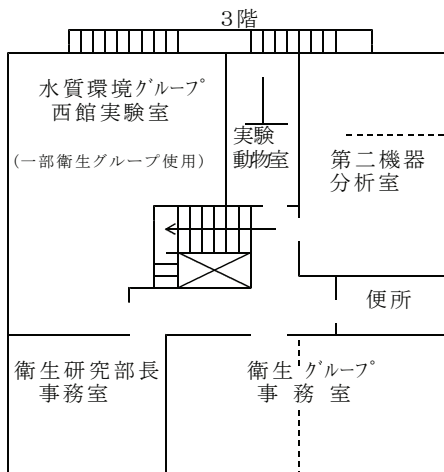 3階
水質環境ｸﾞﾙｰﾌﾟ
西館実験室
(一部衛生グループ使用)
実験
動物室
第二機器
分析室
便所
衛生研究部長
事務室
衛生 ｸﾞﾙｰﾌﾟ
事 務 室